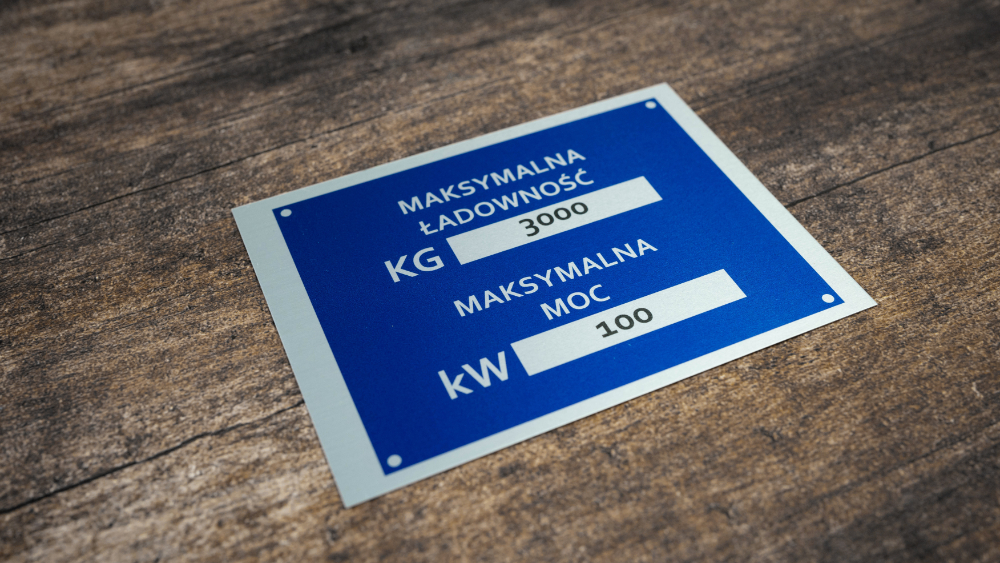 MAKSYMALNA
ŁADOWNOŚĆ
KG 3000
MAKSYMALNA
MOC
kW 100